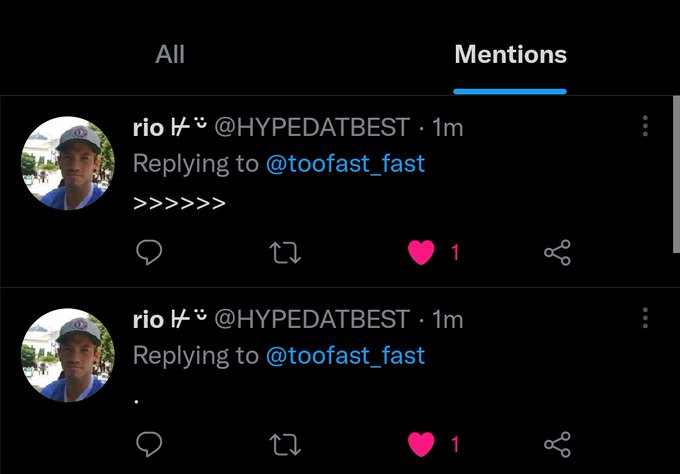 All
Mentions
rio ⊬ ّت @HYPEDATBEST · 1m
Replying to @toofast_fast
>>>>>>
1
rio ⊬ ّت @HYPEDATBEST · 1m
Replying to @toofast_fast
.
1